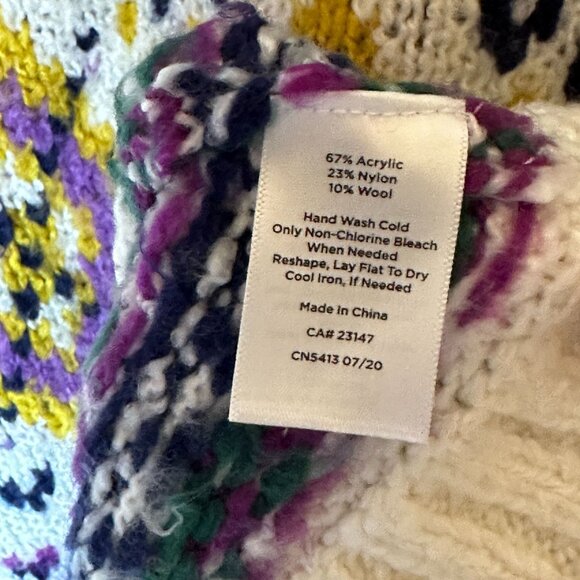 67% Acrylic
23% Nylon
10% Wool
Hand Wash Cold
Only Non-Chlorine Bleach
When Needed
Reshape, Lay Flat To Dry
Cool Iron, If Needed
Made in China
CA# 23147
CN5413 07/20